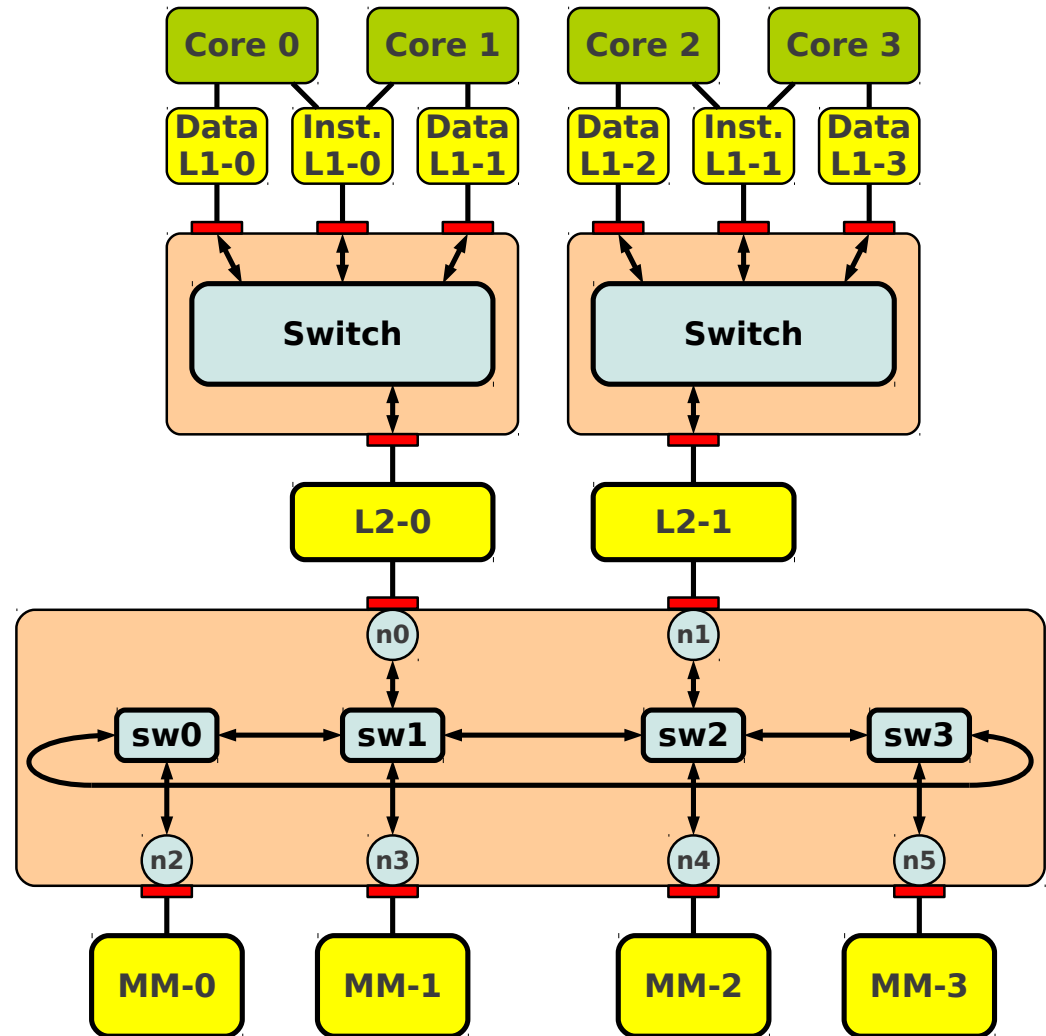 Core 0
Core 1
Core 2
Core 3
Data
L1-0
Inst.
L1-0
Data
L1-1
Data
L1-2
Inst.
L1-1
Data
L1-3
Switch
Switch
L2-0
L2-1
n0
n1
sw0
sw1
sw2
sw3
n2
n3
n4
n5
MM-0
MM-1
MM-2
MM-3